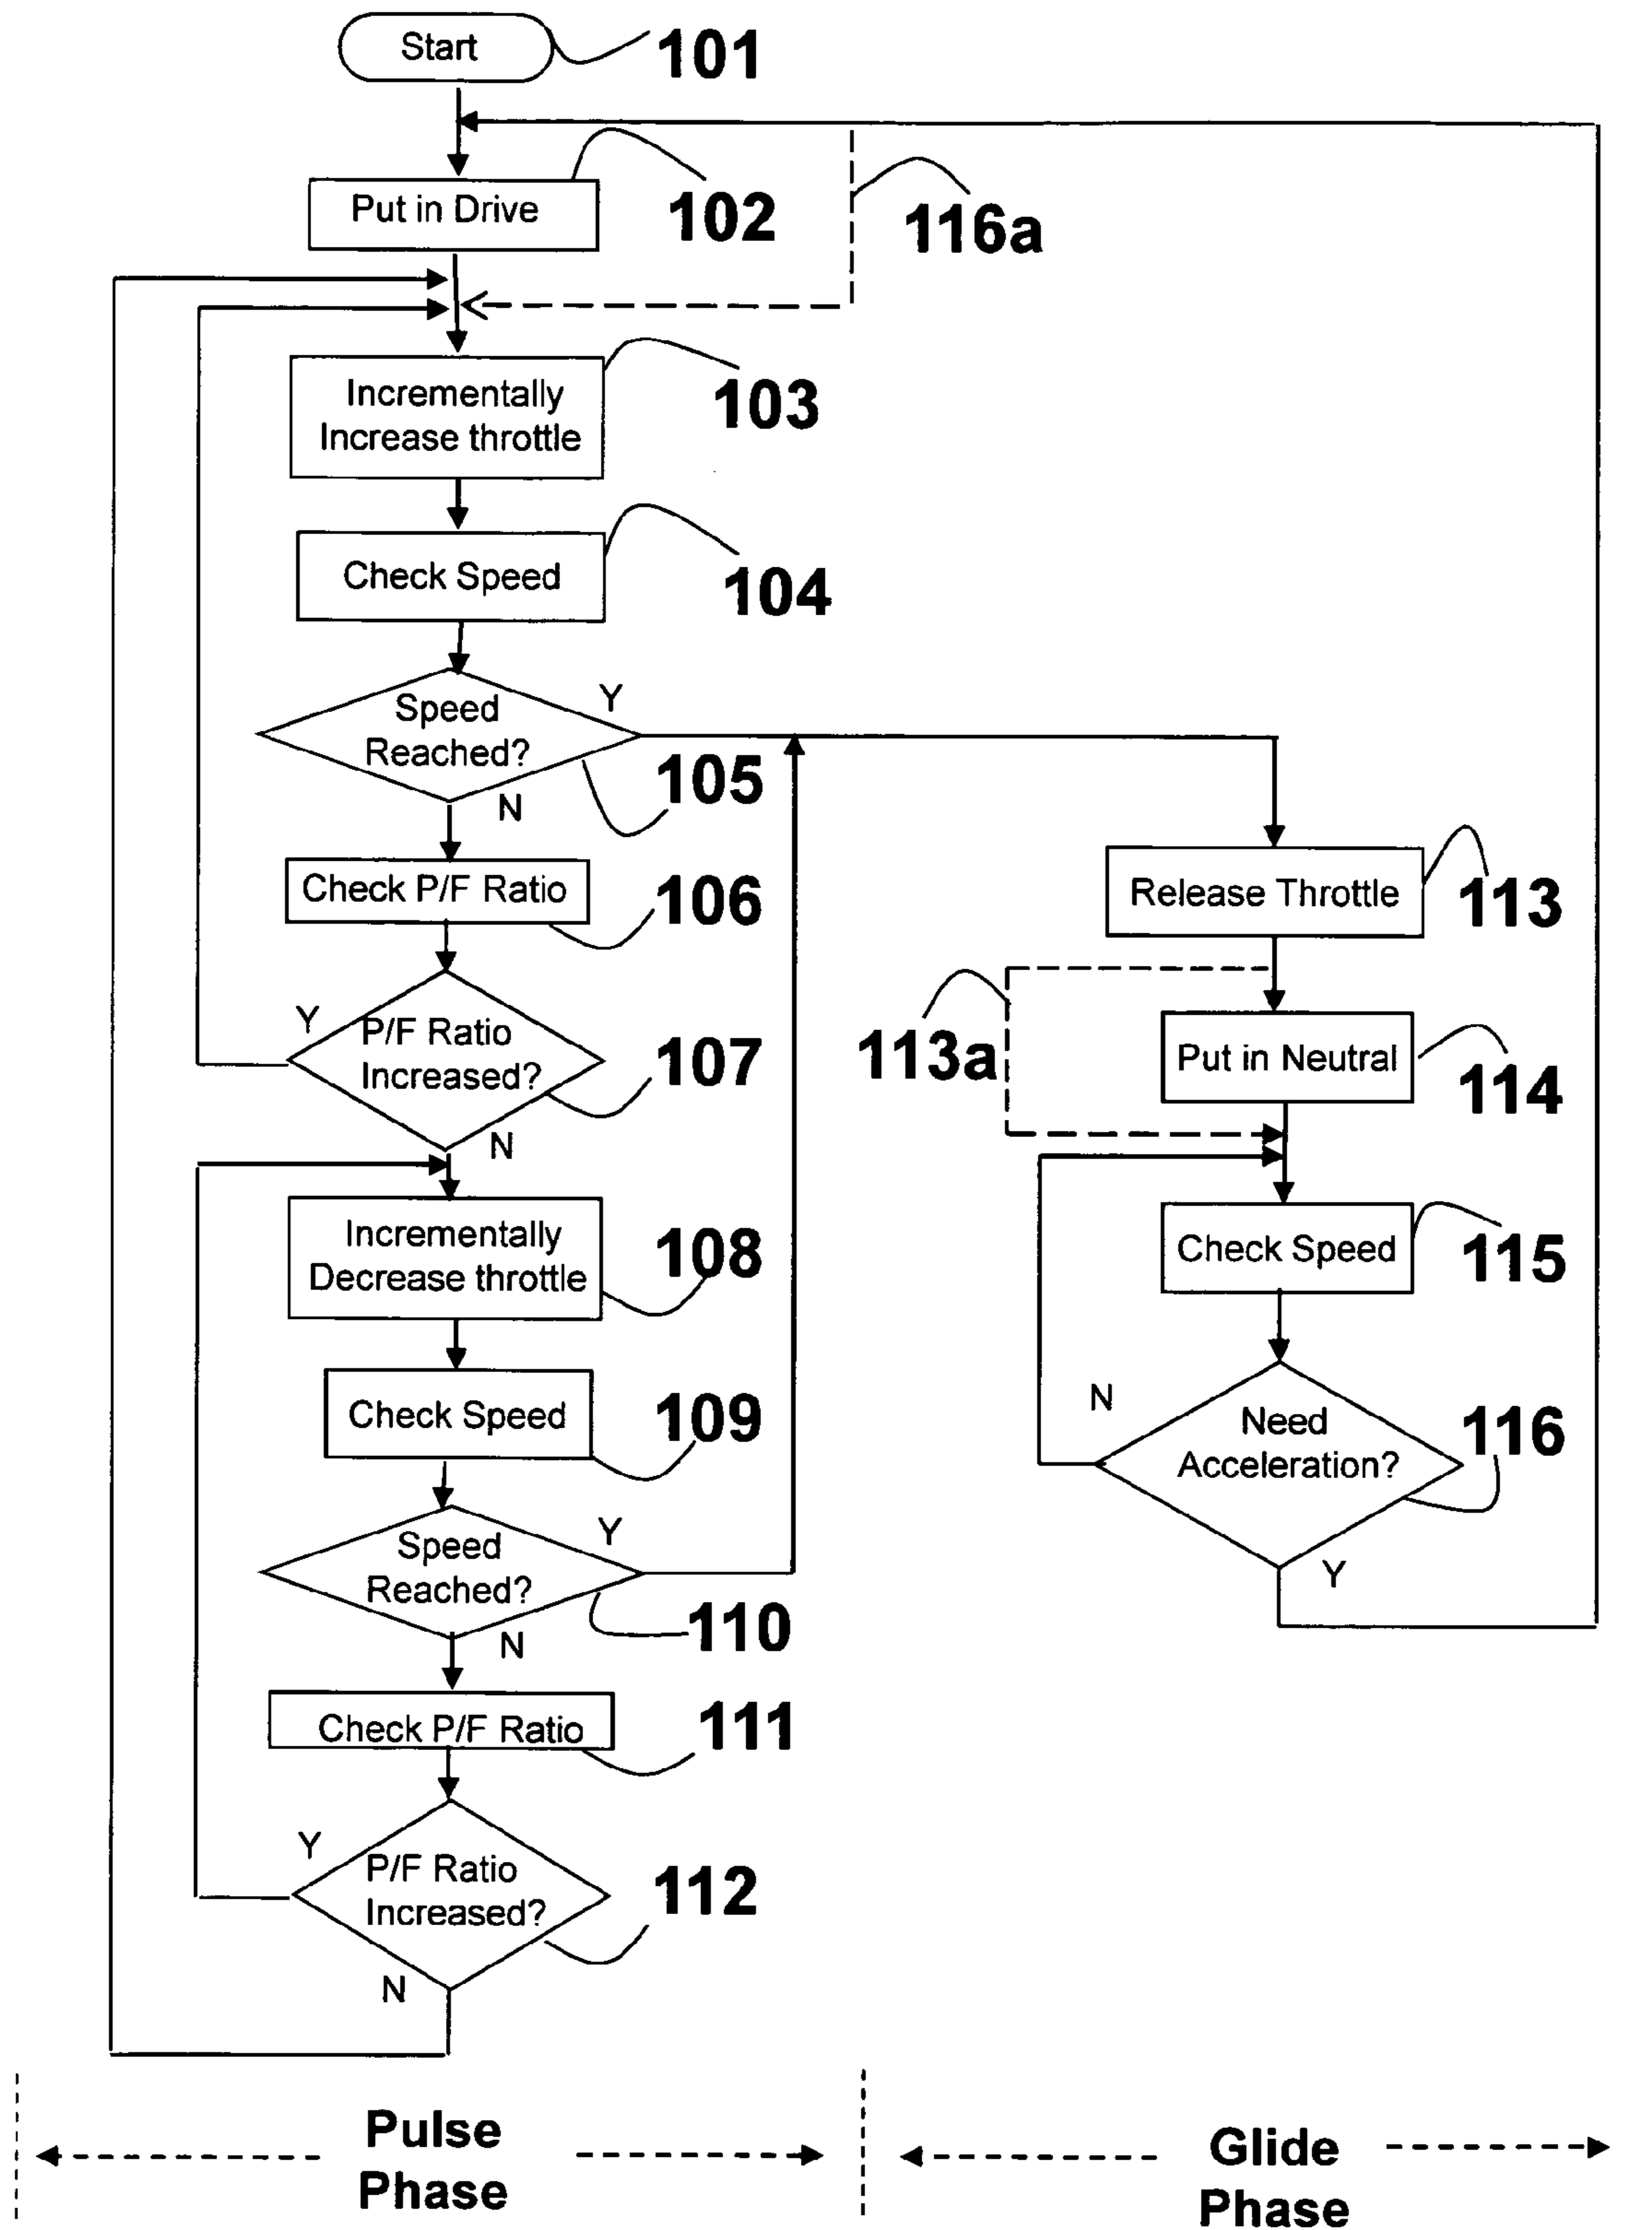 Start
101
Put in Drive
102
116a
Incrementally
Increase throttle
103
Check Speed
104
Speed
Reached?
Y
105
N
Check P/F Ratio
106
Y
P/F Ratio
Increased?
107
N
Incrementally
Decrease throttle
108
Check Speed
109
Speed
Reached?
Y
110
N
Check P/F Ratio
111
Y
P/F Ratio
Increased?
112
N
Release Throttle
113
113a
Put in Neutral
114
Check Speed
115
N
Need
Acceleration?
116
Y
Pulse
Phase
Glide
Phase